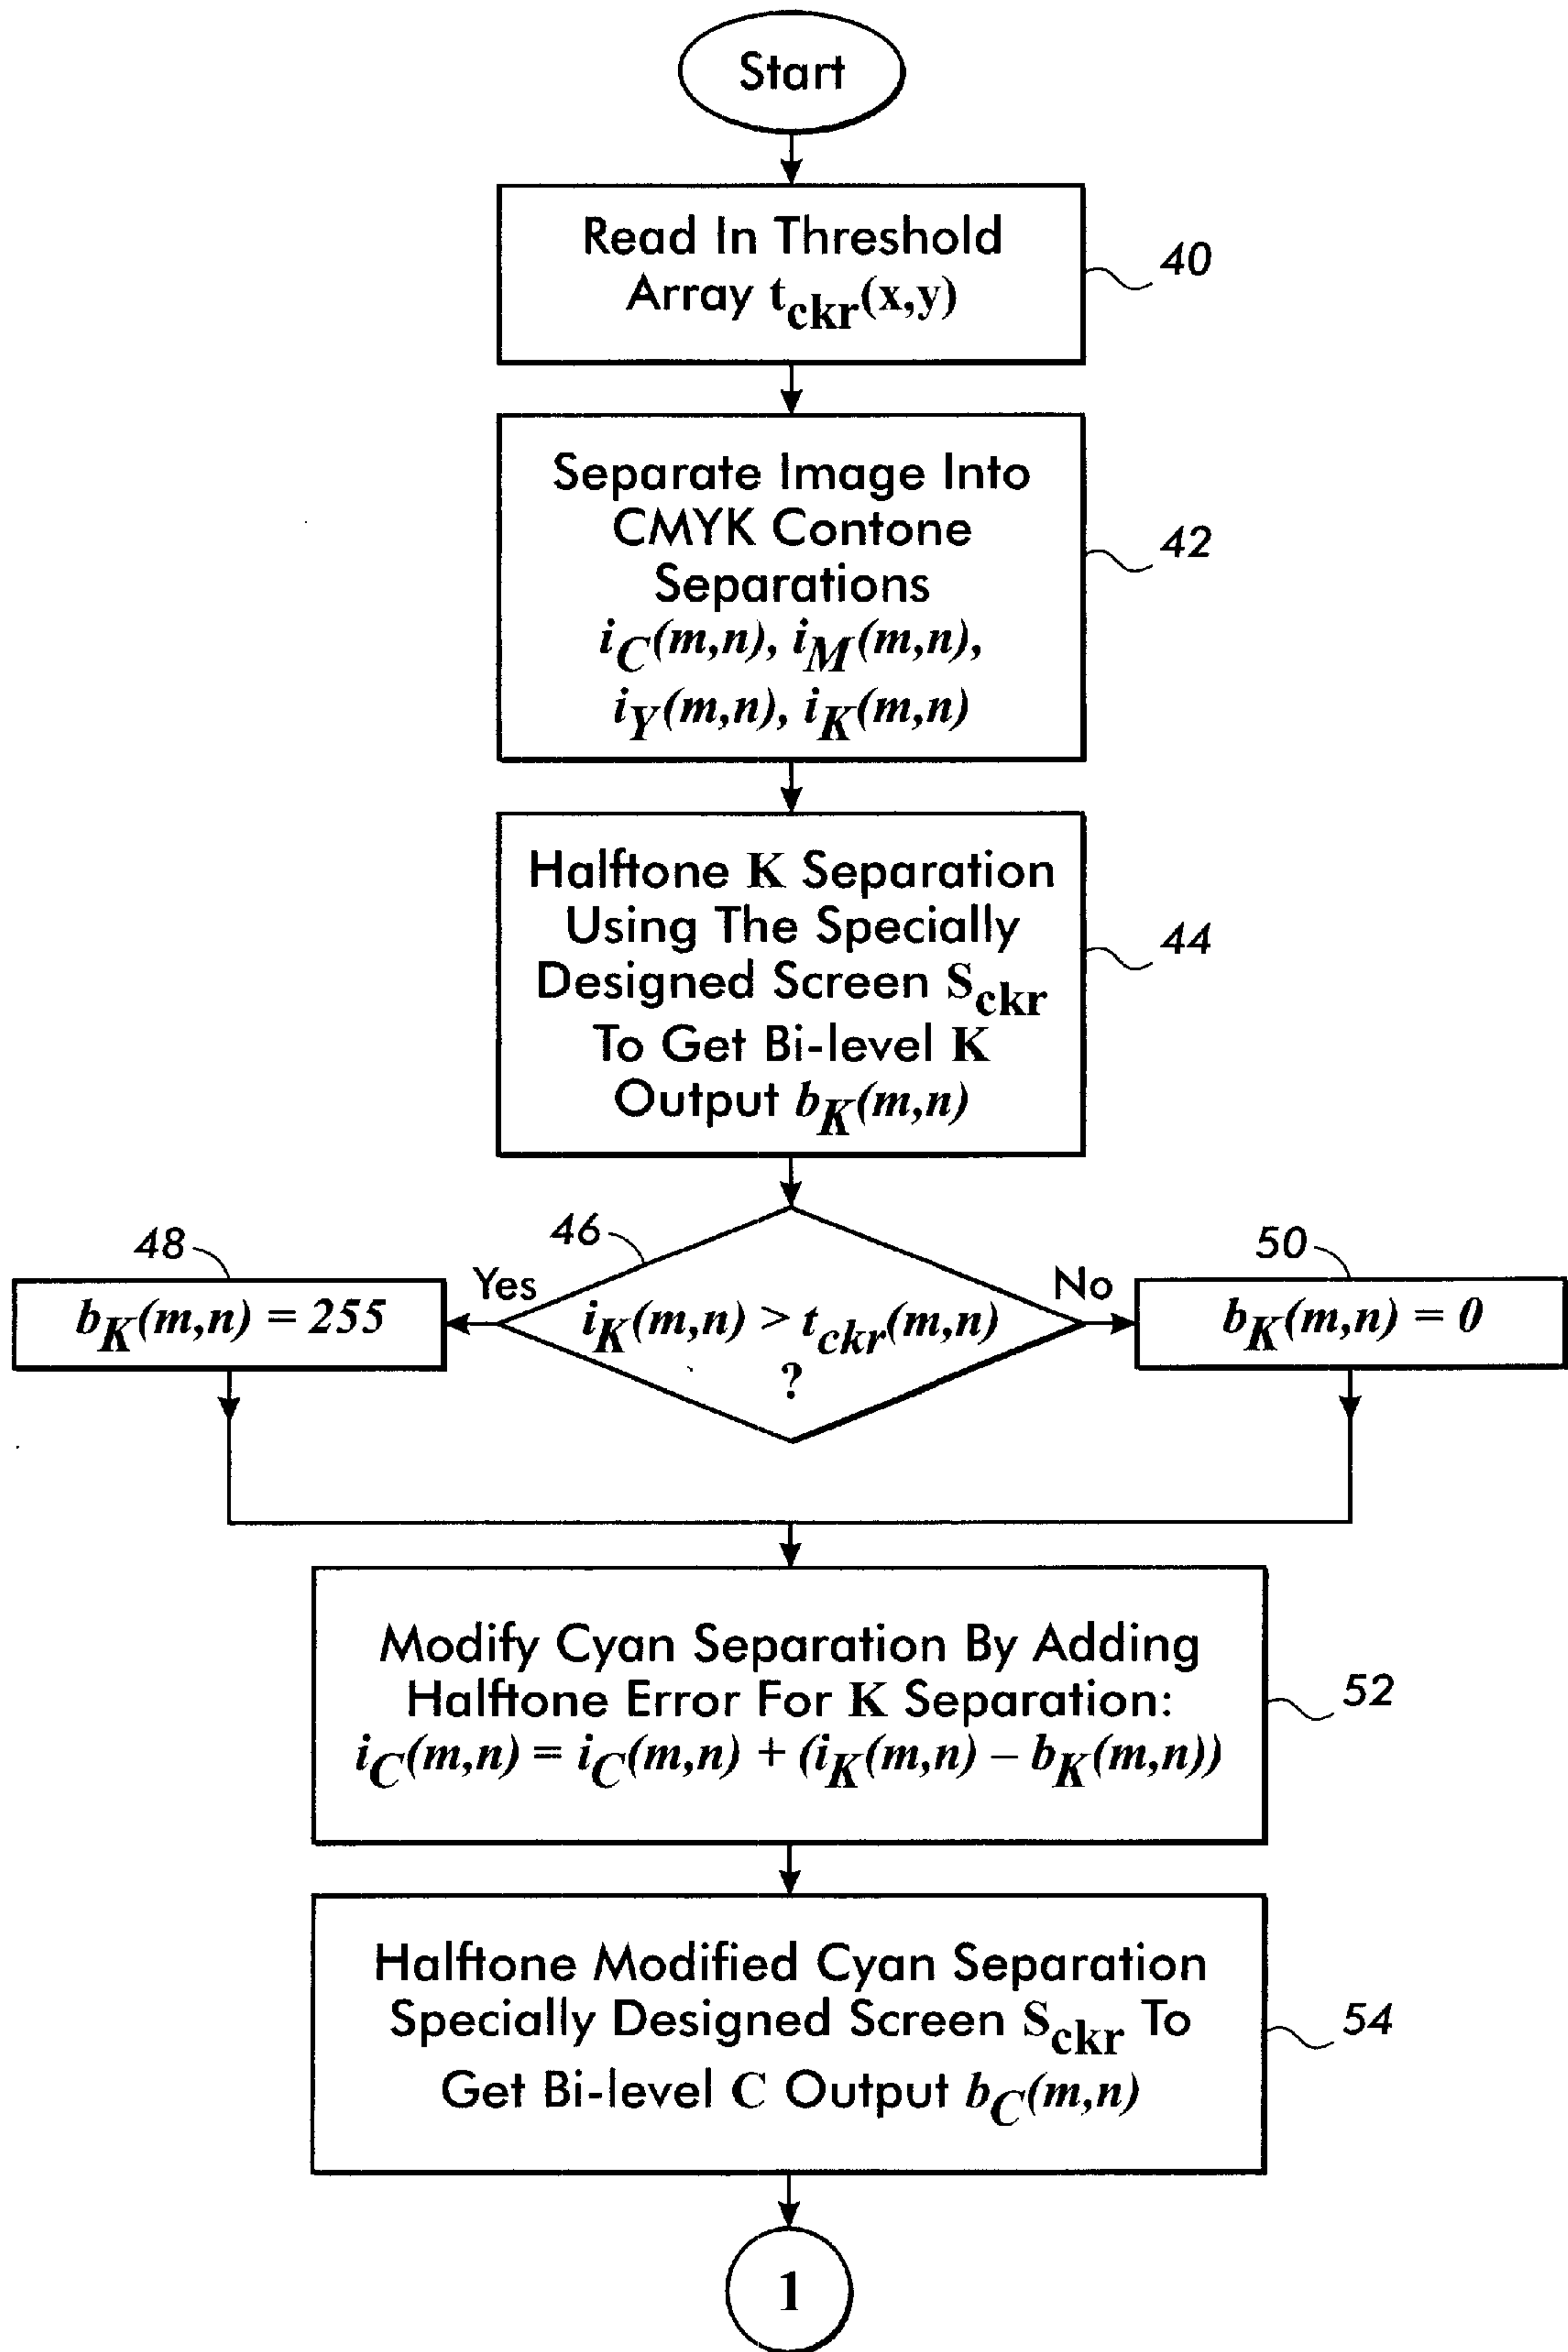 Start
Read In Threshold
Array t_ckr(x,y)
40
Separate Image Into
CMYK Contone
Separations
i_C(m,n), i_M(m,n),
i_Y(m,n), i_K(m,n)
42
Halftone K Separation
Using The Specially
Designed Screen S_ckr
To Get Bi-level K
Output b_K(m,n)
44
46
i_K(m,n) > t_ckr(m,n)
?
Yes
48
b_K(m,n) = 255
No
50
b_K(m,n) = 0
Modify Cyan Separation By Adding
Halftone Error For K Separation:
i_C(m,n) = i_C(m,n) + (i_K(m,n) – b_K(m,n))
52
Halftone Modified Cyan Separation
Specially Designed Screen S_ckr To
Get Bi-level C Output b_C(m,n)
54
1